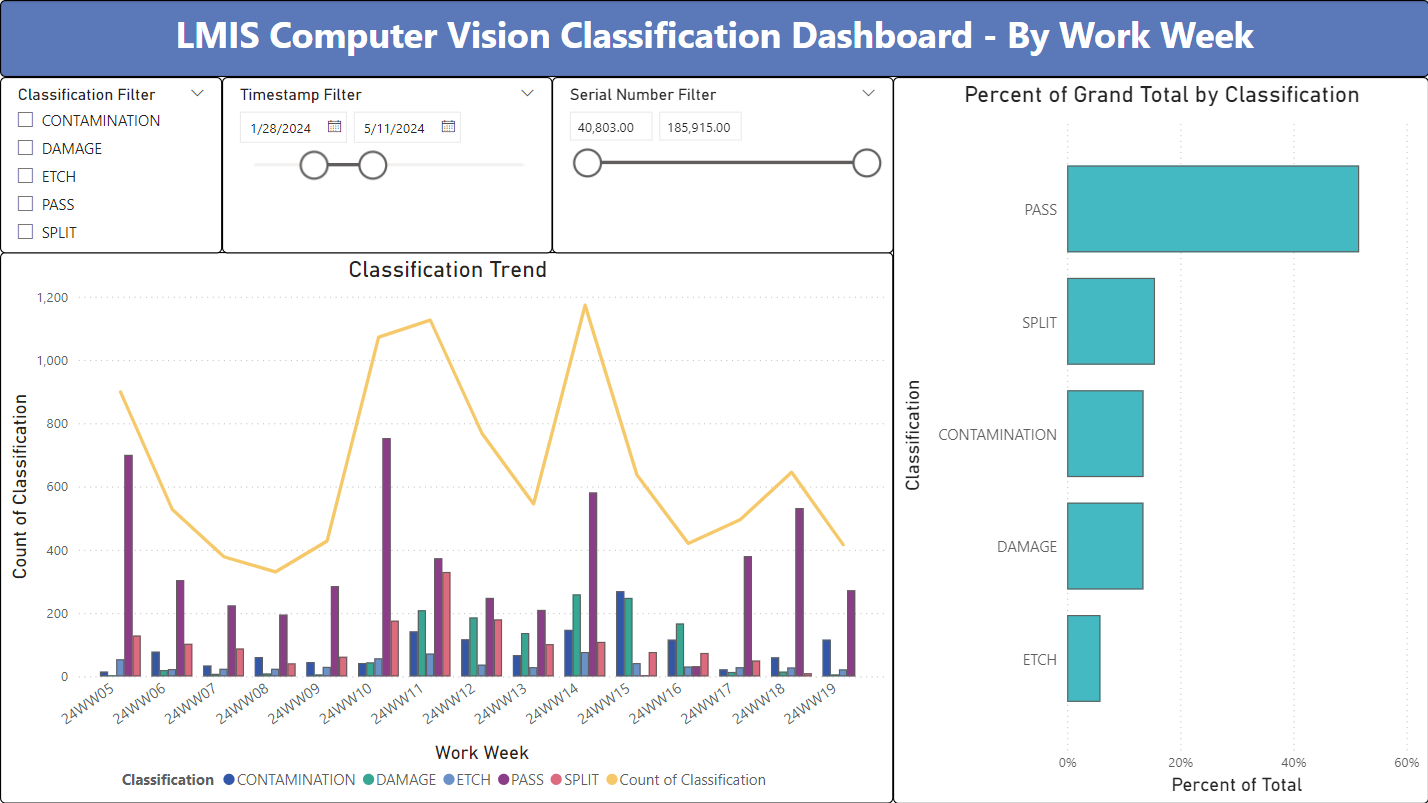 LMIS Computer Vision Classification Dashboard - By Work Week
Classification Filter
CONTAMINATION
DAMAGE
ETCH
PASS
SPLIT
Timestamp Filter
1/28/2024
5/11/2024
Serial Number Filter
40,803.00
185,915.00
Classification Trend
Count of Classification
1,200
1,000
800
600
400
200
0
24WW05
24WW06
24WW07
24WW08
24WW09
24WW10
24WW11
24WW12
24WW13
24WW14
24WW15
24WW16
24WW17
24WW18
24WW19
Work Week
Classification CONTAMINATION DAMAGE ETCH PASS SPLIT Count of Classification
Percent of Grand Total by Classification
Classification
PASS
SPLIT
CONTAMINATION
DAMAGE
ETCH
0% 20% 40% 60%
Percent of Total